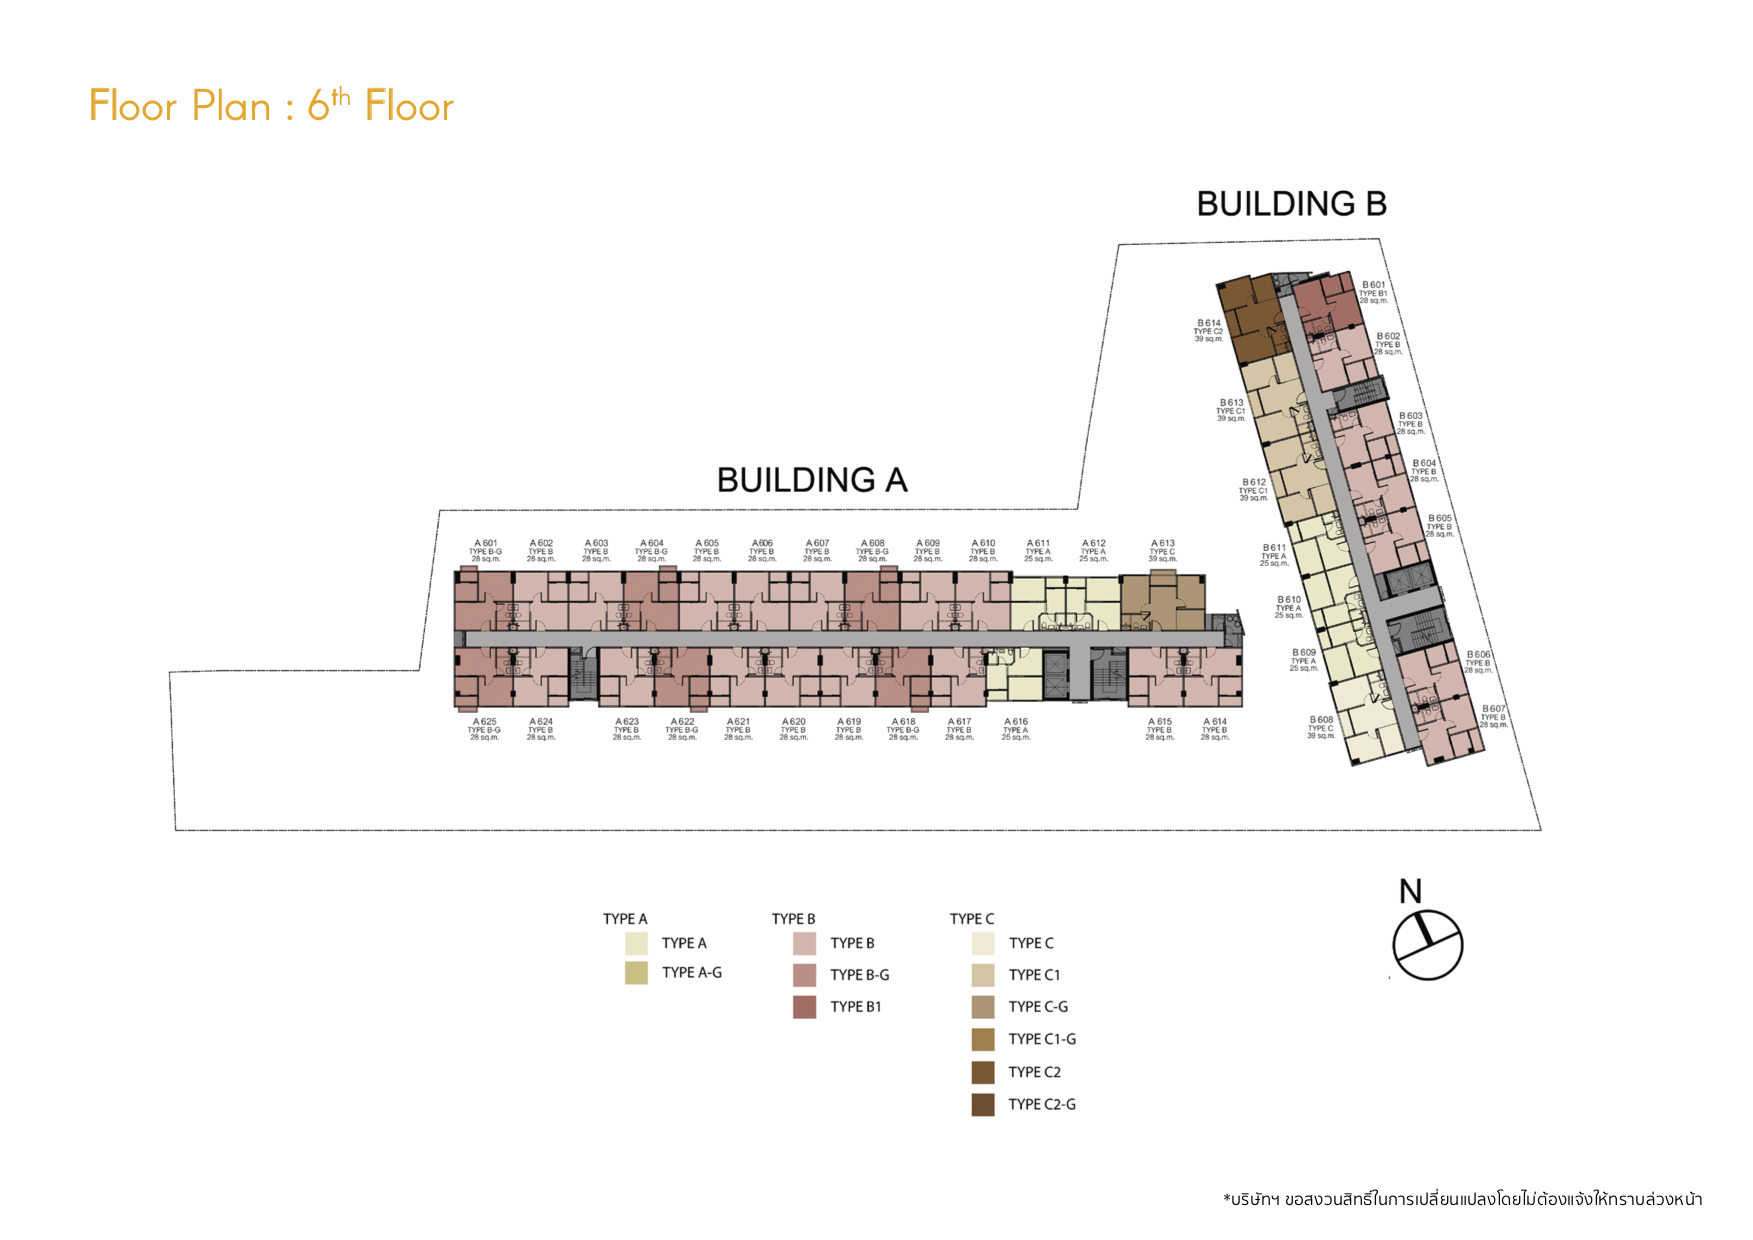 Floor Plan : 6th Floor
BUILDING B
B 601
TYPE B1
28 sq.m.
B 614
TYPE C2
39 sq.m.
B 602
TYPE B
28 sq.m.
B 613
TYPE C1
39 sq.m.
B 603
TYPE B
28 sq.m.
B 604
TYPE B
28 sq.m.
B 612
TYPE C1
39 sq.m.
B 605
TYPE B
28 sq.m.
B 611
TYPE A
25 sq.m.
B 610
TYPE A
25 sq.m.
B 609
TYPE A
25 sq.m.
B 606
TYPE B
28 sq.m.
B 608
TYPE C
39 sq.m.
B 607
TYPE B
28 sq.m.
BUILDING A
A 601 A 602 A 603 A 604 A 605 A 606 A 607 A 608 A 609 A 610 A 611 A 612 A 613
TYPE B-G TYPE B TYPE B TYPE B-G TYPE B TYPE B TYPE B TYPE B-G TYPE B TYPE B TYPE A TYPE A TYPE C
28 sq.m. 28 sq.m. 28 sq.m. 28 sq.m. 28 sq.m. 28 sq.m. 28 sq.m. 28 sq.m. 28 sq.m. 28 sq.m. 25 sq.m. 25 sq.m. 39 sq.m.
A 625 A 624 A 623 A 622 A 621 A 620 A 619 A 618 A 617 A 616 A 615 A 614
TYPE B-G TYPE B TYPE B TYPE B-G TYPE B TYPE B TYPE B TYPE B-G TYPE B TYPE A TYPE B TYPE B
28 sq.m. 28 sq.m. 28 sq.m. 28 sq.m. 28 sq.m. 28 sq.m. 28 sq.m. 28 sq.m. 28 sq.m. 25 sq.m. 28 sq.m. 28 sq.m.
N
TYPE A
TYPE A
TYPE A-G
TYPE B
TYPE B
TYPE B-G
TYPE B1
TYPE C
TYPE C
TYPE C1
TYPE C-G
TYPE C1-G
TYPE C2
TYPE C2-G
*บริษัทฯ ขอสงวนสิทธิ์ในการเปลี่ยนแปลงโดยไม่ต้องแจ้งให้ทราบล่วงหน้า